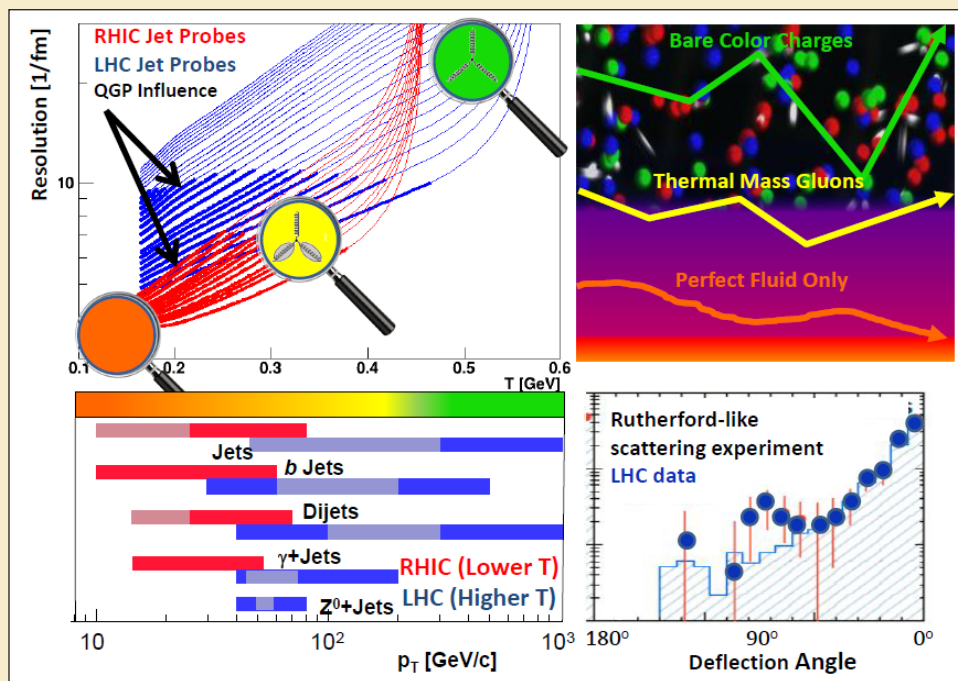 RHIC Jet Probes
LHC Jet Probes
QGP Influence
Resolution [1/fm]
10
0.1
0.2
0.3
0.4
0.5
0.6
T [GeV]
Bare Color Charges
Thermal Mass Gluons
Perfect Fluid Only
Jets
b Jets
Dijets
γ+Jets
Z⁰+Jets
RHIC (Lower T)
LHC (Higher T)
10
10²
10³
p_T [GeV/c]
Rutherford-like
scattering experiment
LHC data
180°
90°
0°
Deflection Angle